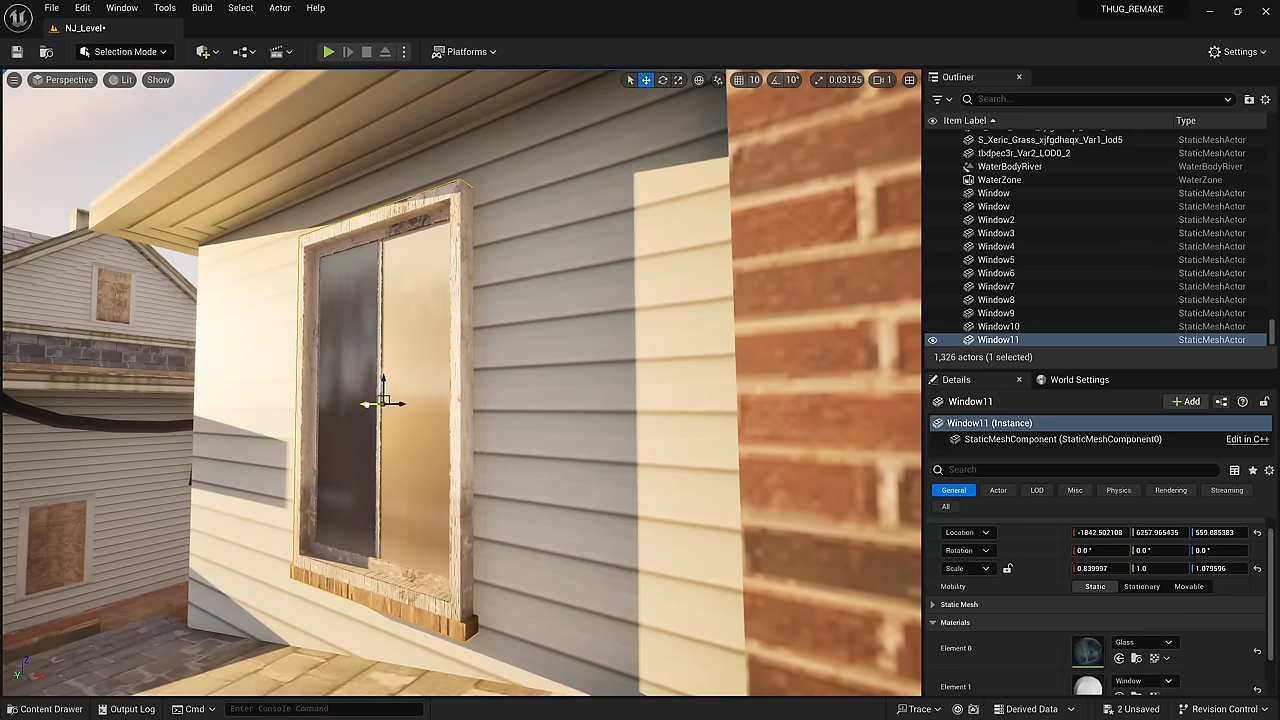 File Edit Window Tools Build Select Actor Help
THUG_REMAKE
NJ_Level•
Selection Mode
Platforms
Settings
Perspective Lit Show
10 10° 0.03125 1
Outliner
Search...
Item Label Type
S_Xeric_Grass_xjfgdhaqx_Var1_lod5 StaticMeshActor
tbdpec3r_Var2_LOD0_2 StaticMeshActor
WaterBodyRiver WaterBodyRiver
WaterZone WaterZone
Window StaticMeshActor
Window StaticMeshActor
Window2 StaticMeshActor
Window3 StaticMeshActor
Window4 StaticMeshActor
Window5 StaticMeshActor
Window6 StaticMeshActor
Window7 StaticMeshActor
Window8 StaticMeshActor
Window9 StaticMeshActor
Window10 StaticMeshActor
Window11 StaticMeshActor
1,326 actors (1 selected)
Details World Settings
Window11 Add
Window11 (Instance)
StaticMeshComponent (StaticMeshComponent0) Edit in C++
Search
General Actor LOD Misc Physics Rendering Streaming
All
Location -1842.502108 6257.965435 559.085383
Rotation 0.0° 0.0° 0.0°
Scale 0.839997 1.0 1.079596
Mobility Static Stationary Movable
Static Mesh
Materials
Element 0 Glass
Element 1 Window
Z
Y X
Content Drawer Output Log Cmd Enter Console Command Trace Derived Data 2 Unsaved Revision Control